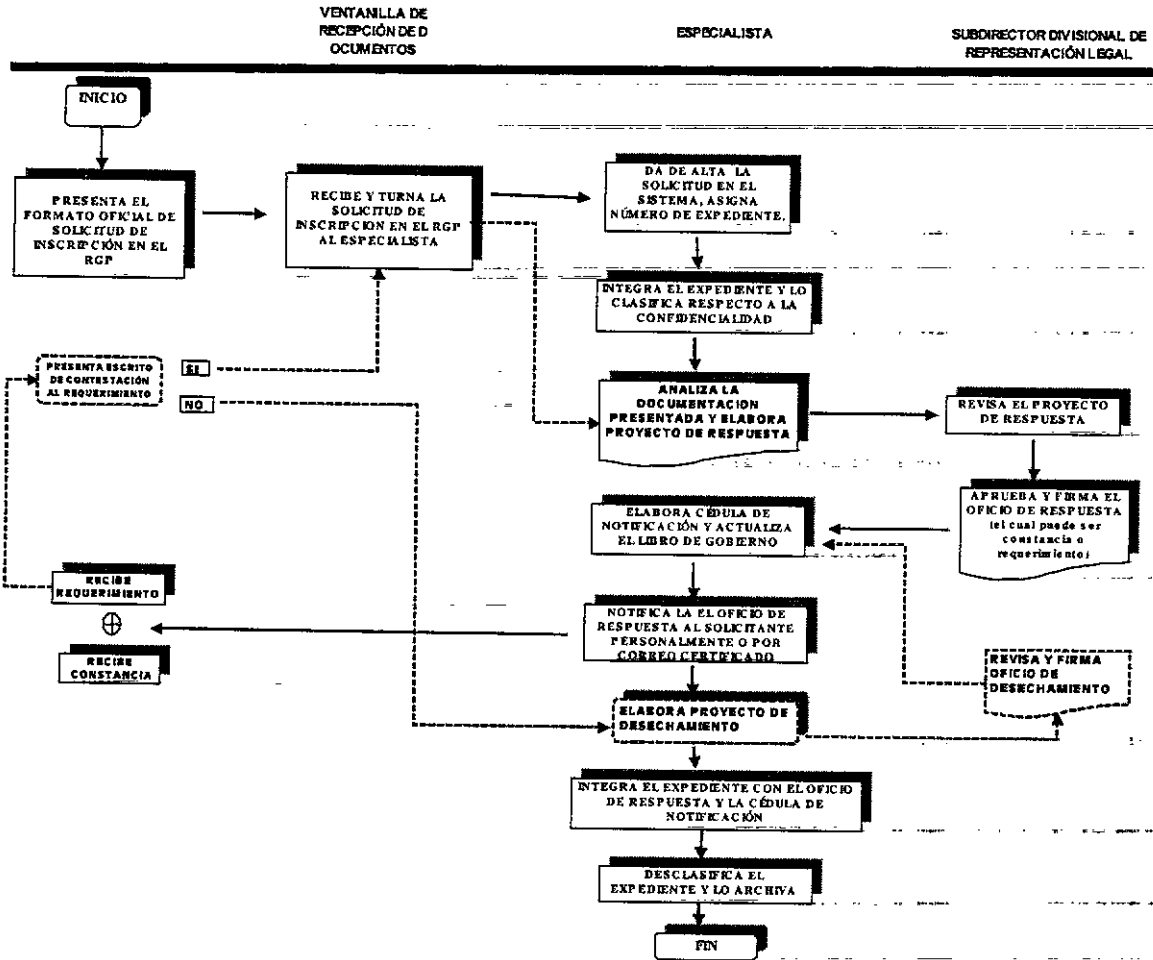 VENTANILLA DE
RECEPCIÓN DE D
OCUMENTOS
ESPECIALISTA
SUBDIRECTOR DIVISIONAL DE
REPRESENTACIÓN LEGAL
INICIO
PRESENTA EL
FORMATO OFICIAL DE
SOLICITUD DE
INSCRIPCIÓN EN EL
RGP
RECIBE Y TURNA LA
SOLICITUD DE
INSCRIPCION EN EL RGP
AL ESPECIALISTA
DA DE ALTA LA
SOLICITUD EN EL
SISTEMA, ASIGNA
NÚMERO DE EXPEDIENTE.
INTEGRA EL EXPEDIENTE Y LO
CLASIFICA RESPECTO A LA
CONFIDENCIALIDAD
PRESENTA ESCRITO
DE CONTESTACIÓN
AL REQUERIMIENTO
SI
NO
ANALIZA LA
DOCUMENTACION
PRESENTADA Y ELABORA
PROYECTO DE RESPUESTA
REVISA EL PROYECTO
DE RESPUESTA
APRUEBA Y FIRMA EL
OFICIO DE RESPUESTA
(el cual puede ser
constancia o
requerimiento)
ELABORA CÉDULA DE
NOTIFICACIÓN Y ACTUALIZA
EL LIBRO DE GOBIERNO
RECIBE
REQUERIMIENTO
RECIBE
CONSTANCIA
NOTIFICA LA EL OFICIO DE
RESPUESTA AL SOLICITANTE
PERSONALMENTE O POR
CORREO CERTIFICADO
REVISA Y FIRMA
OFICIO DE
DESECHAMIENTO
ELABORA PROYECTO DE
DESECHAMIENTO
INTEGRA EL EXPEDIENTE CON EL OFICIO
DE RESPUESTA Y LA CÉDULA DE
NOTIFICACIÓN
DESCLASIFICA EL
EXPEDIENTE Y LO ARCHIVA
FIN